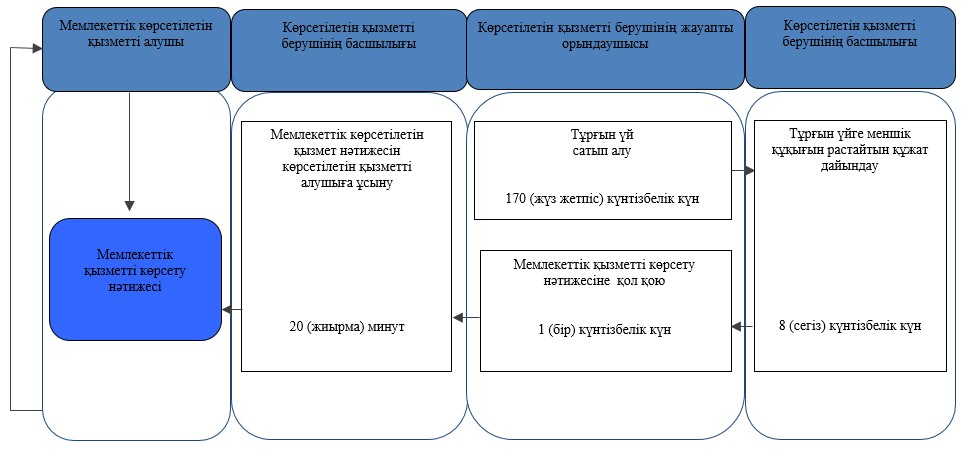 Мемлекеттік көрсетілетін
қызметті алушы
Көрсетілетін қызметті
берушінің басшылығы
Көрсетілетін қызметті берушінің жауапты
орындаушысы
Көрсетілетін қызметті
берушінің басшылығы
Мемлекеттік
қызметті көрсету
нәтижесі
Мемлекеттік көрсетілетін
қызмет нәтижесін
көрсетілетін қызметті
алушыға ұсыну
20 (жиырма) минут
Тұрғын үй
сатып алу
170 (жүз жетпіс) күнтізбелік күн
Мемлекеттік қызметті көрсету
нәтижесіне қол қою
1 (бір) күнтізбелік күн
Тұрғын үйге меншік
құқығын растайтын құжат
дайындау
8 (сегіз) күнтізбелік күн